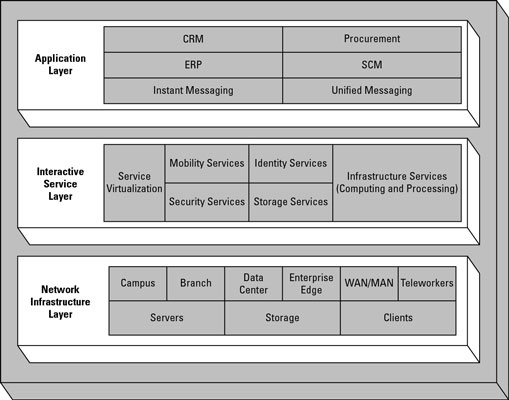 Application
Layer
CRM
Procurement
ERP
SCM
Instant Messaging
Unified Messaging
Interactive
Service
Layer
Service
Virtualization
Mobility Services
Identity Services
Security Services
Storage Services
Infrastructure Services
(Computing and Processing)
Network
Infrastructure
Layer
Campus
Branch
Data
Center
Enterprise
Edge
WAN/MAN
Teleworkers
Servers
Storage
Clients